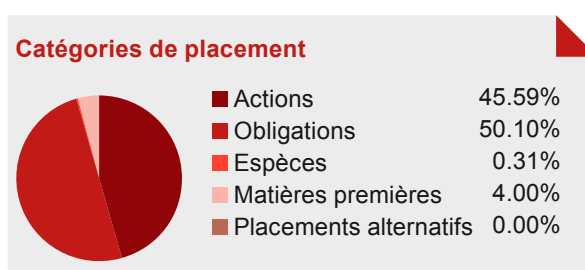 Catégories de placement
Actions 45.59%
Obligations 50.10%
Espèces 0.31%
Matières premières 4.00%
Placements alternatifs 0.00%